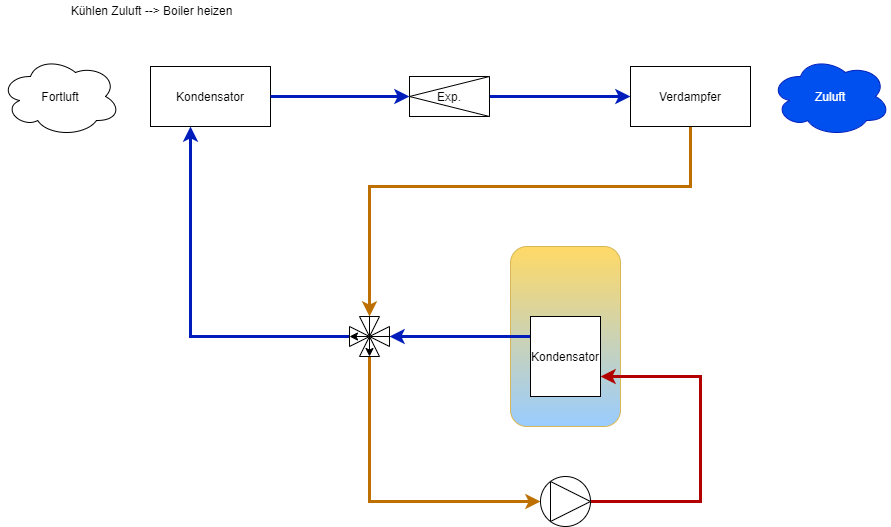 Kühlen Zuluft --> Boiler heizen
Fortluft
Kondensator
Exp.
Verdampfer
Zuluft
Kondensator